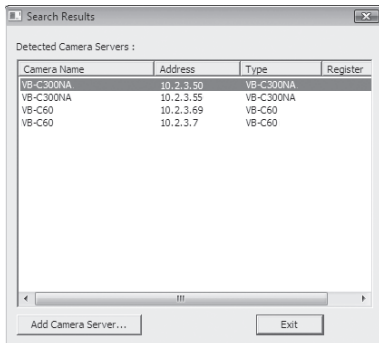 Search Results
Detected Camera Servers :
Camera Name Address Type Register
VB-C300NA 10.2.3.50 VB-C300NA
VB-C300NA 10.2.3.55 VB-C300NA
VB-C60 10.2.3.69 VB-C60
VB-C60 10.2.3.7 VB-C60
Add Camera Server... Exit